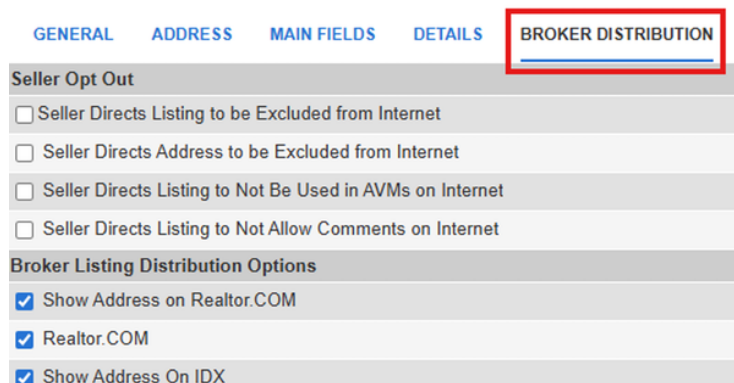 GENERAL ADDRESS MAIN FIELDS DETAILS BROKER DISTRIBUTION
Seller Opt Out
Seller Directs Listing to be Excluded from Internet
Seller Directs Address to be Excluded from Internet
Seller Directs Listing to Not Be Used in AVMs on Internet
Seller Directs Listing to Not Allow Comments on Internet
Broker Listing Distribution Options
Show Address on Realtor.COM
Realtor.COM
Show Address On IDX